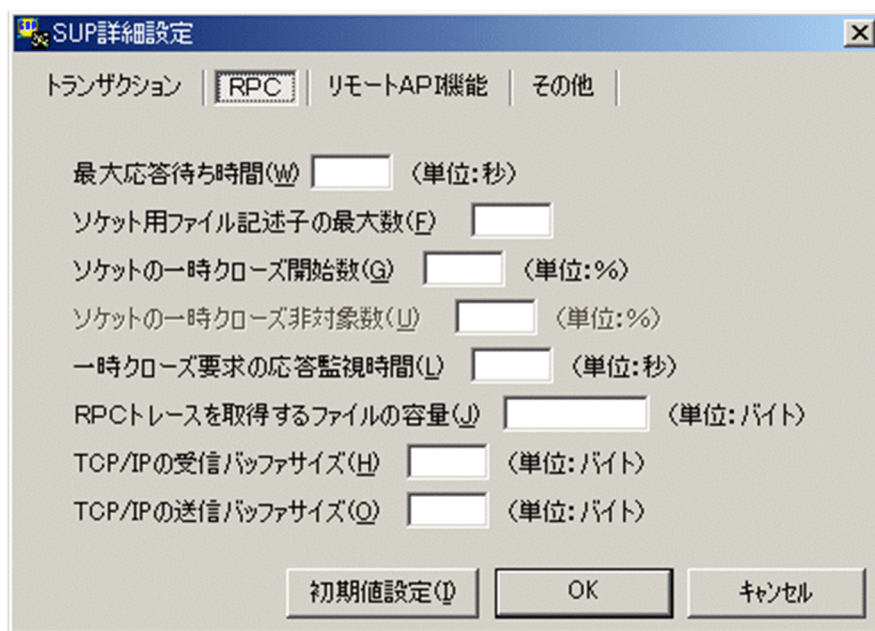 SUP詳細設定
トランザクション RPC リモートAPI機能 その他
最大応答待ち時間(W) (単位:秒)
ソケット用ファイル記述子の最大数(F)
ソケットの一時クローズ開始数(G) (単位:%)
ソケットの一時クローズ非対象数(U) (単位:%)
一時クローズ要求の応答監視時間(L) (単位:秒)
RPCトレースを取得するファイルの容量(J) (単位:バイト)
TCP/IPの受信バッファサイズ(H) (単位:バイト)
TCP/IPの送信バッファサイズ(O) (単位:バイト)
初期値設定(I) OK キャンセル